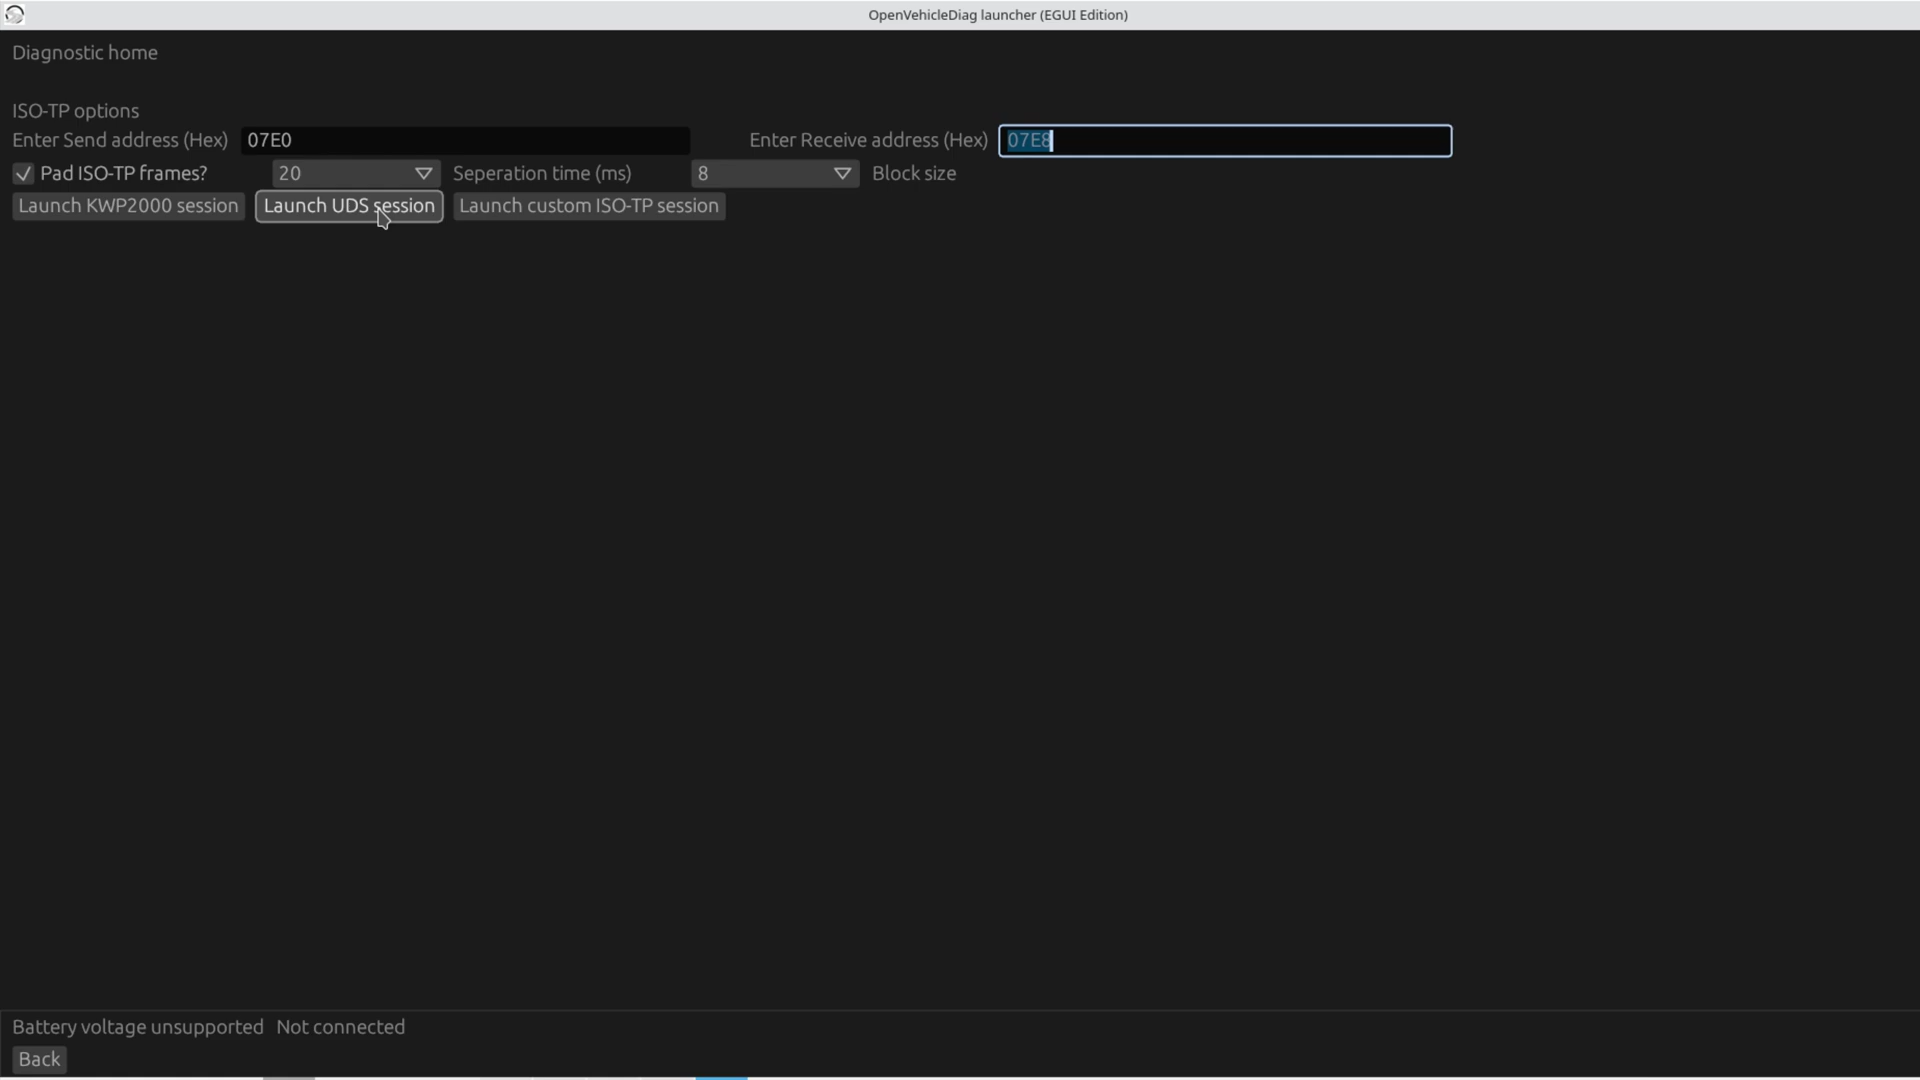 OpenVehicleDiag launcher (EGUI Edition)
Diagnostic home
ISO-TP options
Enter Send address (Hex) 07E0 Enter Receive address (Hex) 07E8
Pad ISO-TP frames? 20 Seperation time (ms) 8 Block size
Launch KWP2000 session Launch UDS session Launch custom ISO-TP session
Battery voltage unsupported Not connected
Back